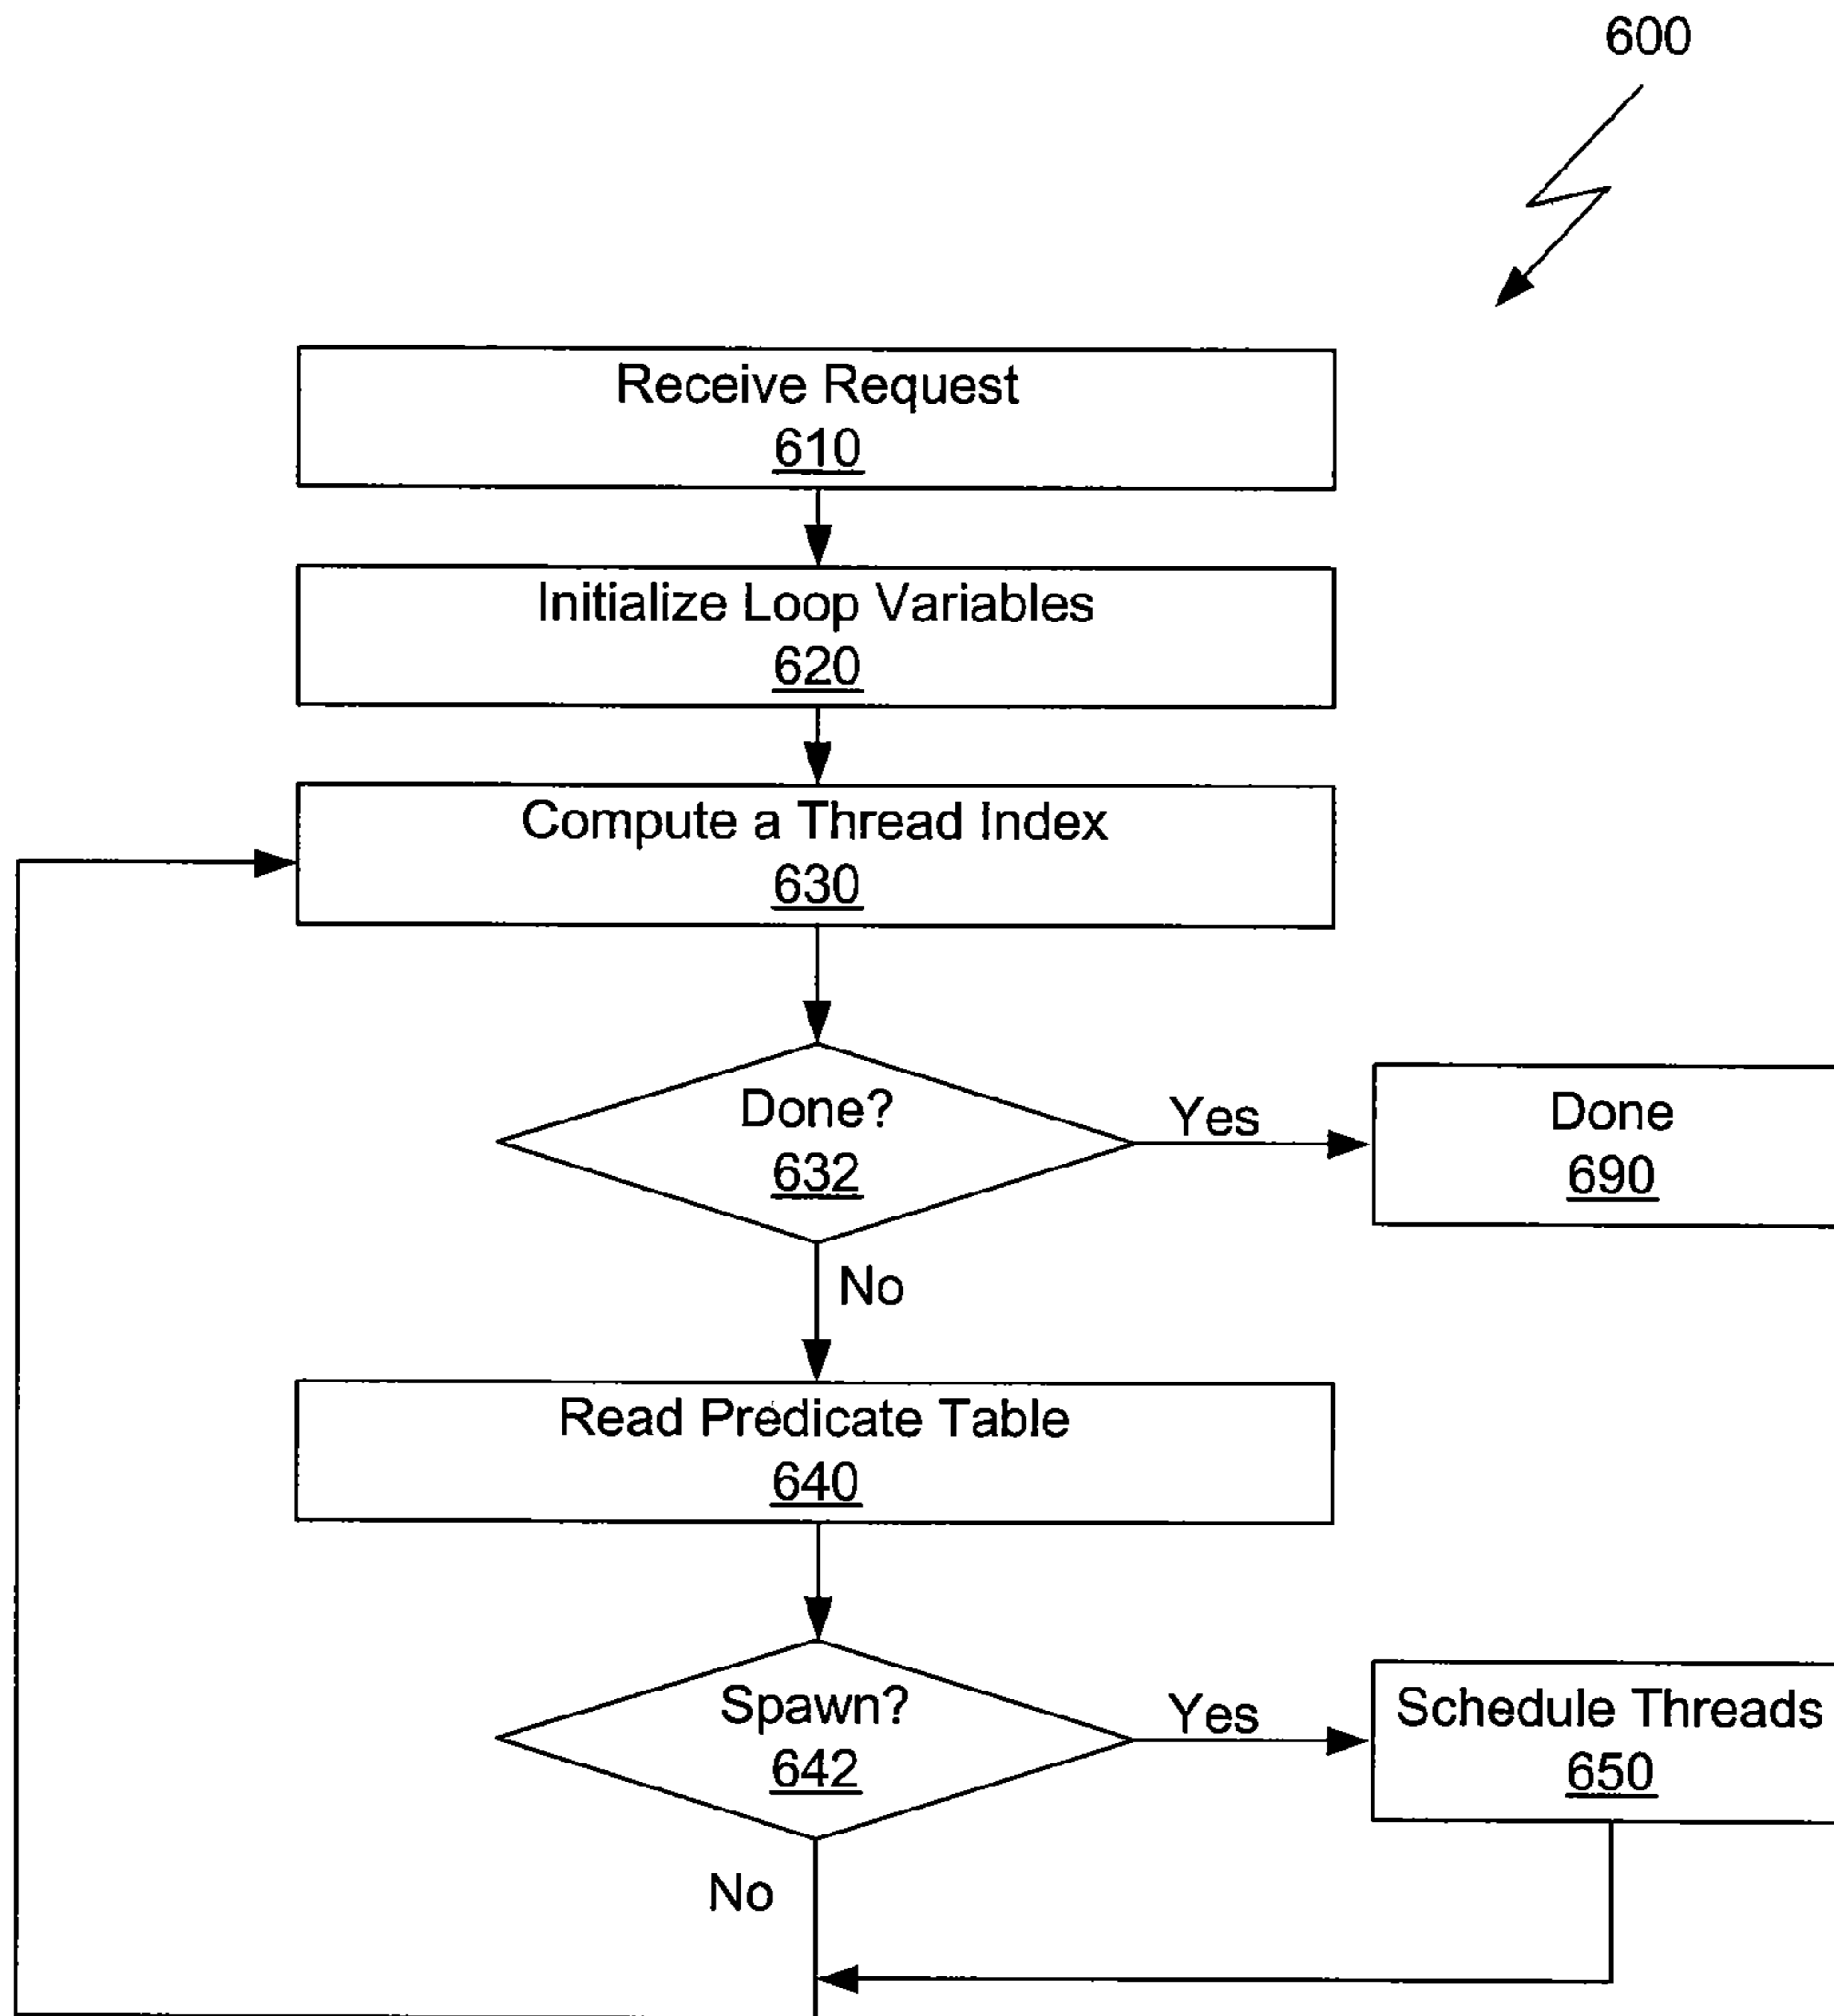 600
Receive Request
610
Initialize Loop Variables
620
Compute a Thread Index
630
Done?
632
Yes
Done
690
No
Read Predicate Table
640
Spawn?
642
Yes
Schedule Threads
650
No